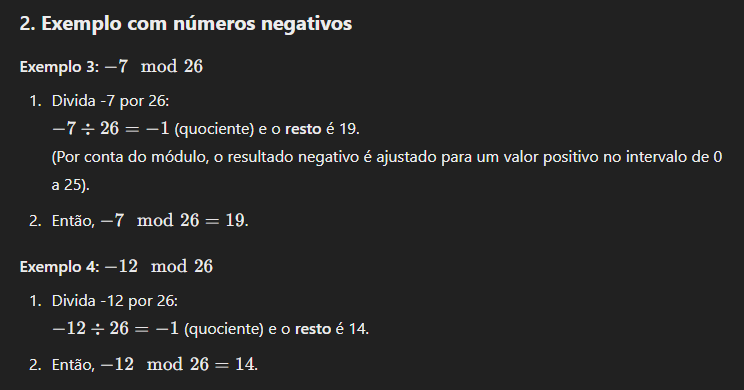 2. Exemplo com números negativos
Exemplo 3: −7 mod 26
1. Divida -7 por 26:
−7 ÷ 26 = −1 (quociente) e o resto é 19.
(Por conta do módulo, o resultado negativo é ajustado para um valor positivo no intervalo de 0
a 25).
2. Então, −7 mod 26 = 19.
Exemplo 4: −12 mod 26
1. Divida -12 por 26:
−12 ÷ 26 = −1 (quociente) e o resto é 14.
2. Então, −12 mod 26 = 14.